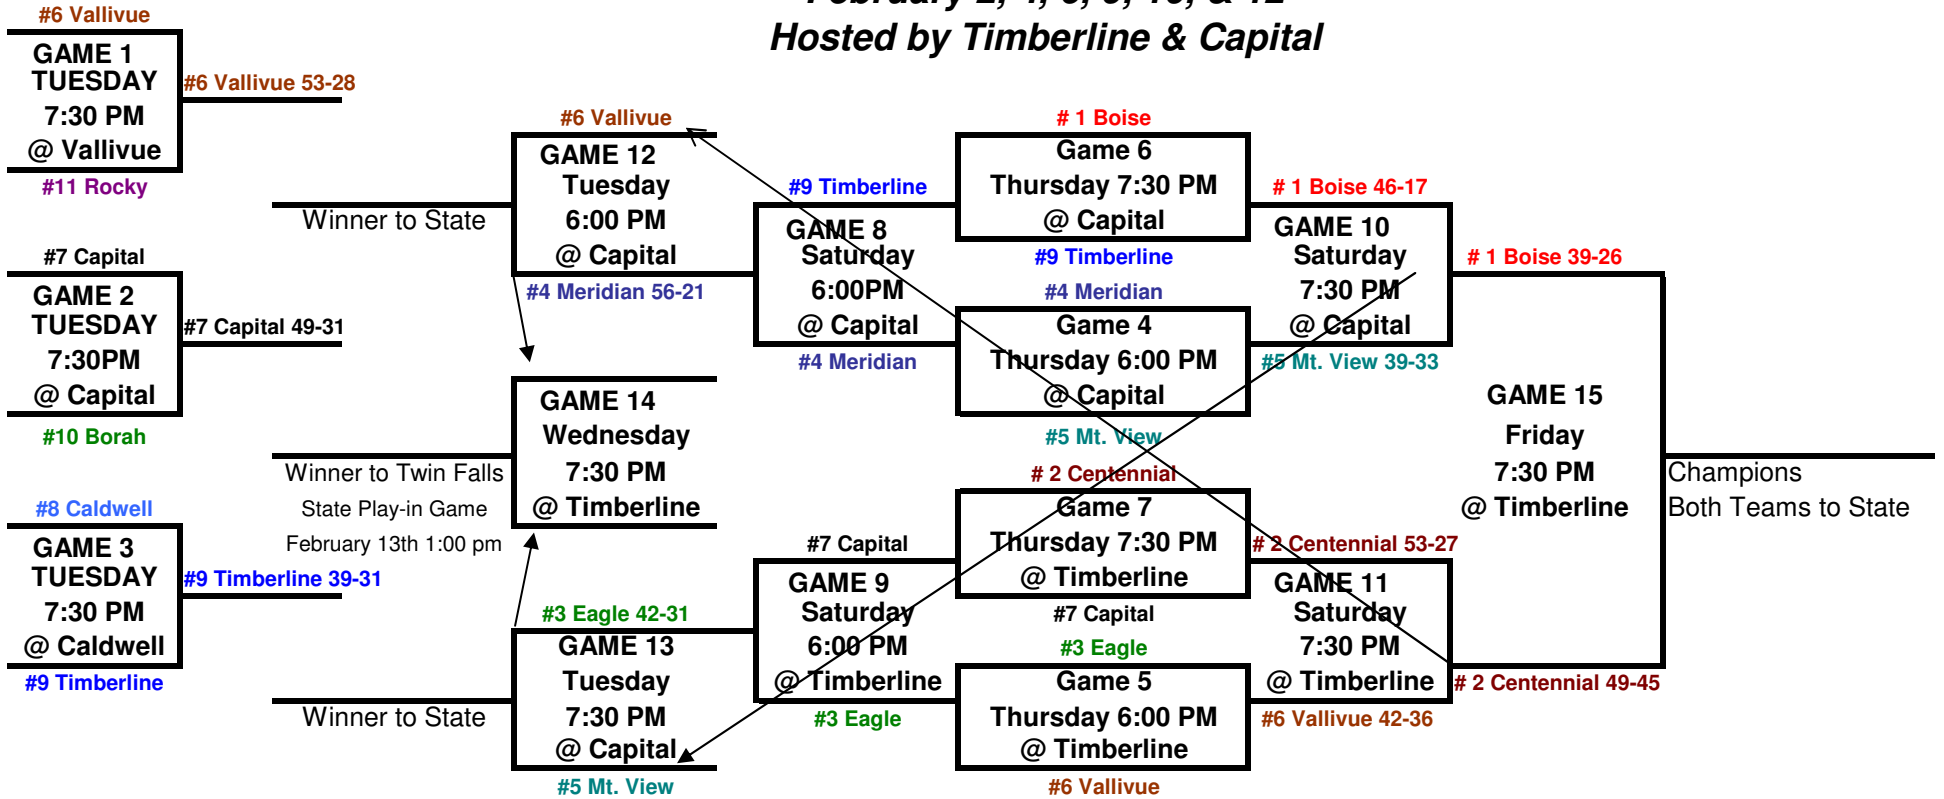 February 2, 4, 6, 9, 10, & 12
Hosted by Timberline & Capital
#6 Vallivue
GAME 1
TUESDAY
7:30 PM
@ Vallivue
#11 Rocky
#6 Vallivue 53-28
#7 Capital
GAME 2
TUESDAY
7:30PM
@ Capital
#10 Borah
#7 Capital 49-31
#8 Caldwell
GAME 3
TUESDAY
7:30 PM
@ Caldwell
#9 Timberline
#9 Timberline 39-31
Winner to State
Winner to Twin Falls
State Play-in Game
February 13th 1:00 pm
Winner to State
#6 Vallivue
GAME 12
Tuesday
6:00 PM
@ Capital
#4 Meridian 56-21
GAME 14
Wednesday
7:30 PM
@ Timberline
#3 Eagle 42-31
GAME 13
Tuesday
7:30 PM
@ Capital
#5 Mt. View
#9 Timberline
GAME 8
Saturday
6:00PM
@ Capital
#4 Meridian
#7 Capital
GAME 9
Saturday
6:00 PM
@ Timberline
#3 Eagle
# 1 Boise
Game 6
Thursday 7:30 PM
@ Capital
#9 Timberline
#4 Meridian
Game 4
Thursday 6:00 PM
@ Capital
#5 Mt. View
# 2 Centennial
Game 7
Thursday 7:30 PM
@ Timberline
#7 Capital
#3 Eagle
Game 5
Thursday 6:00 PM
@ Timberline
#6 Vallivue
# 1 Boise 46-17
GAME 10
Saturday
7:30 PM
@ Capital
#5 Mt. View 39-33
# 2 Centennial 53-27
GAME 11
Saturday
7:30 PM
@ Timberline
#6 Vallivue 42-36
# 1 Boise 39-26
GAME 15
Friday
7:30 PM
@ Timberline
# 2 Centennial 49-45
Champions
Both Teams to State